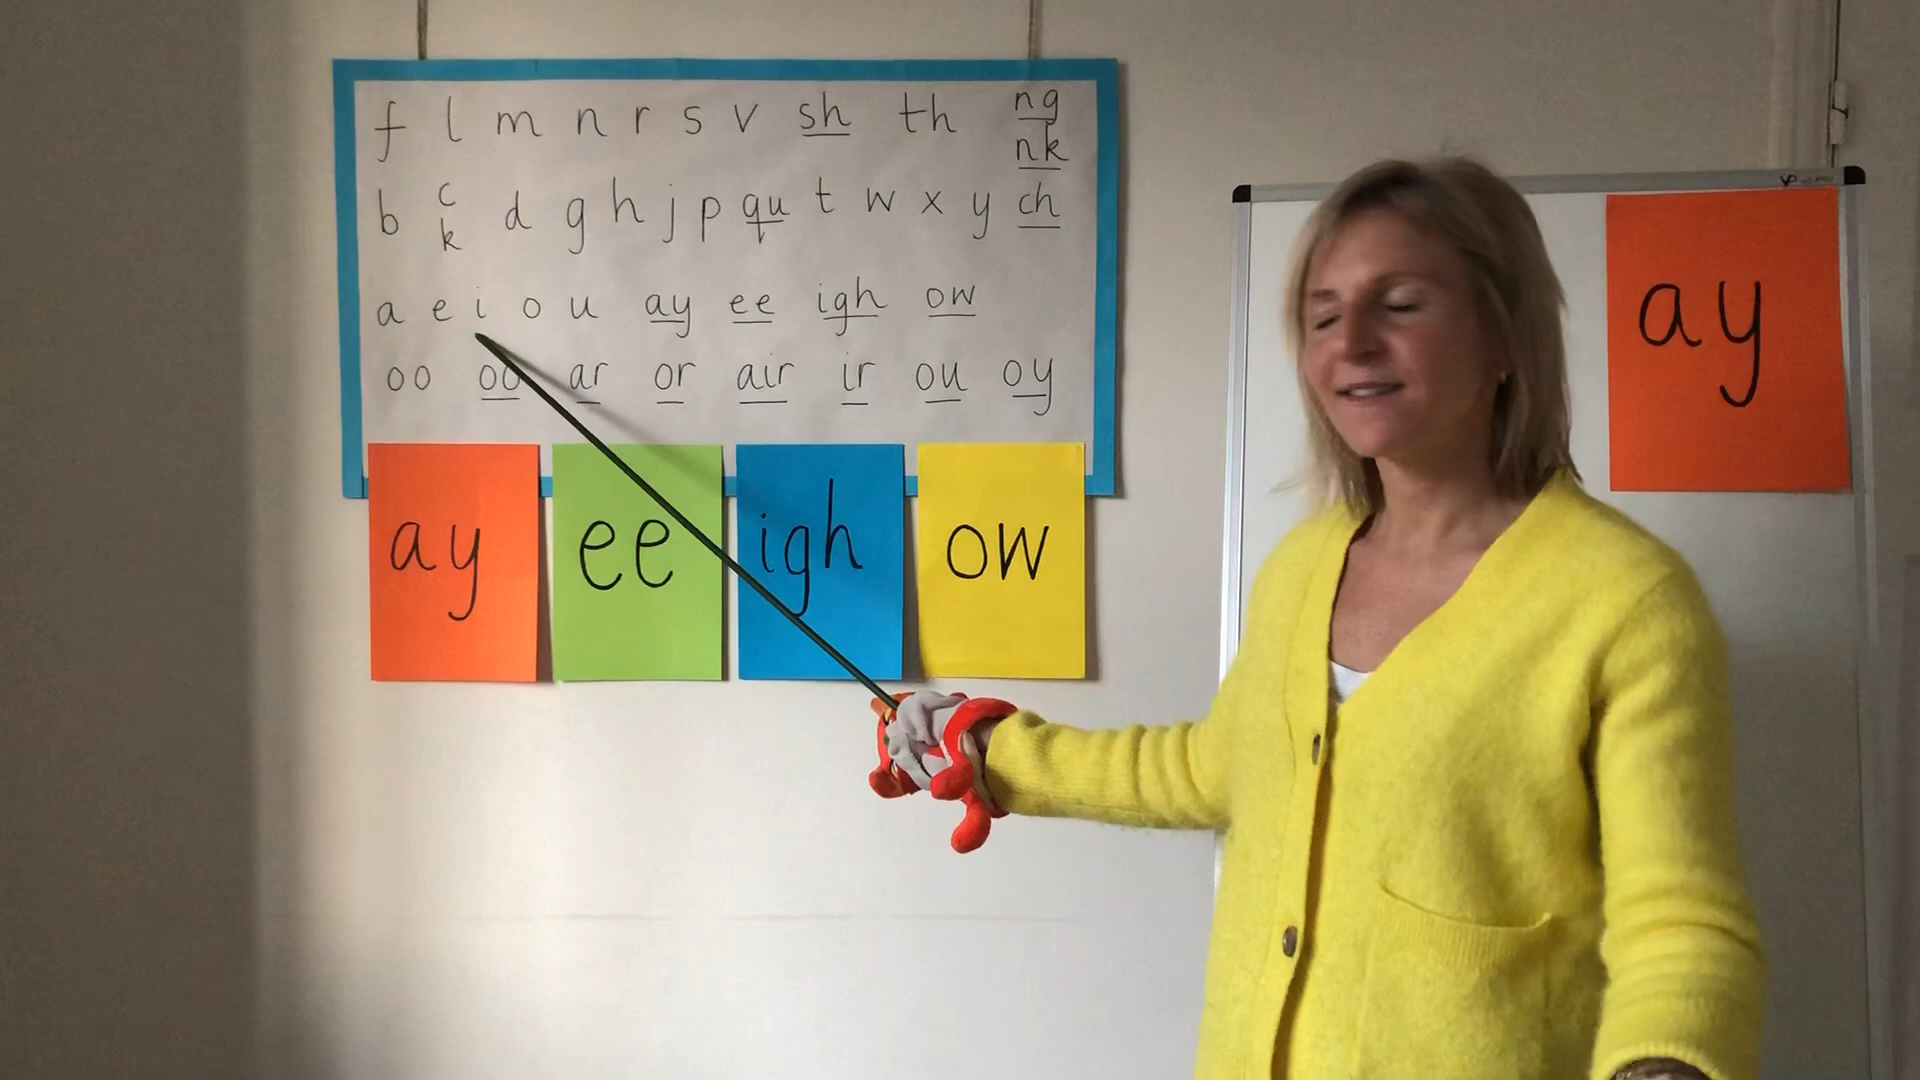 f l m n r s v sh th ng
nk
b c d g h j p qu t w x y ch
k
a e i o u ay ee igh ow
oo oo ar or air ir ou oy
ay ee igh ow
ay